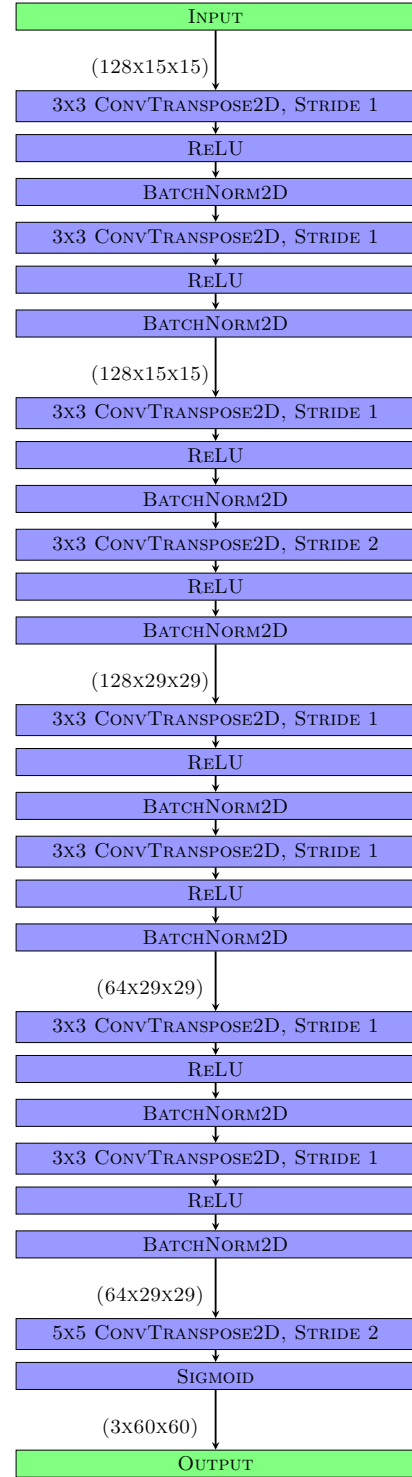 INPUT
(128x15x15)
3x3 CONVTRANSPOSE2D, STRIDE 1
RELU
BATCHNORM2D
3x3 CONVTRANSPOSE2D, STRIDE 1
RELU
BATCHNORM2D
(128x15x15)
3x3 CONVTRANSPOSE2D, STRIDE 1
RELU
BATCHNORM2D
3x3 CONVTRANSPOSE2D, STRIDE 2
RELU
BATCHNORM2D
(128x29x29)
3x3 CONVTRANSPOSE2D, STRIDE 1
RELU
BATCHNORM2D
3x3 CONVTRANSPOSE2D, STRIDE 1
RELU
BATCHNORM2D
(64x29x29)
3x3 CONVTRANSPOSE2D, STRIDE 1
RELU
BATCHNORM2D
3x3 CONVTRANSPOSE2D, STRIDE 1
RELU
BATCHNORM2D
(64x29x29)
5x5 CONVTRANSPOSE2D, STRIDE 2
SIGMOID
(3x60x60)
OUTPUT